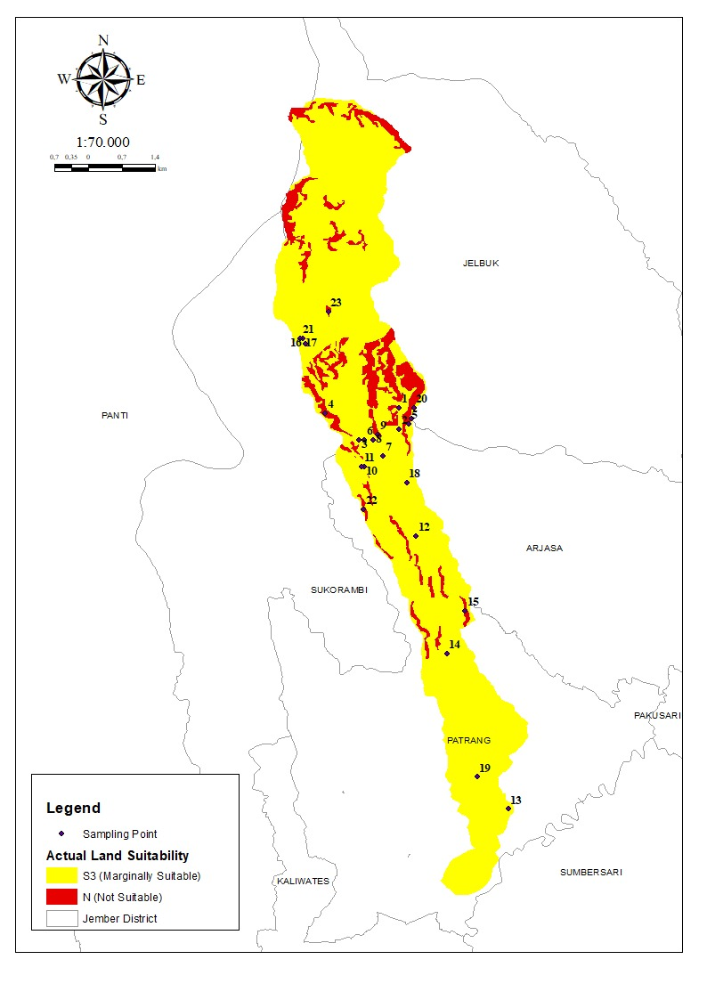 N
W
E
S
1:70.000
0,7 0,35 0 0,7 1,4
km
JELBUK
23
21
16
17
PANTI
4
1
20
5
9
6
8
3
7
11
10
18
22
12
ARJASA
SUKORAMBI
15
14
PAKUSARI
PATRANG
19
13
SUMBERSARI
KALIWATES
Legend
Sampling Point
Actual Land Suitability
S3 (Marginally Suitable)
N (Not Suitable)
Jember District